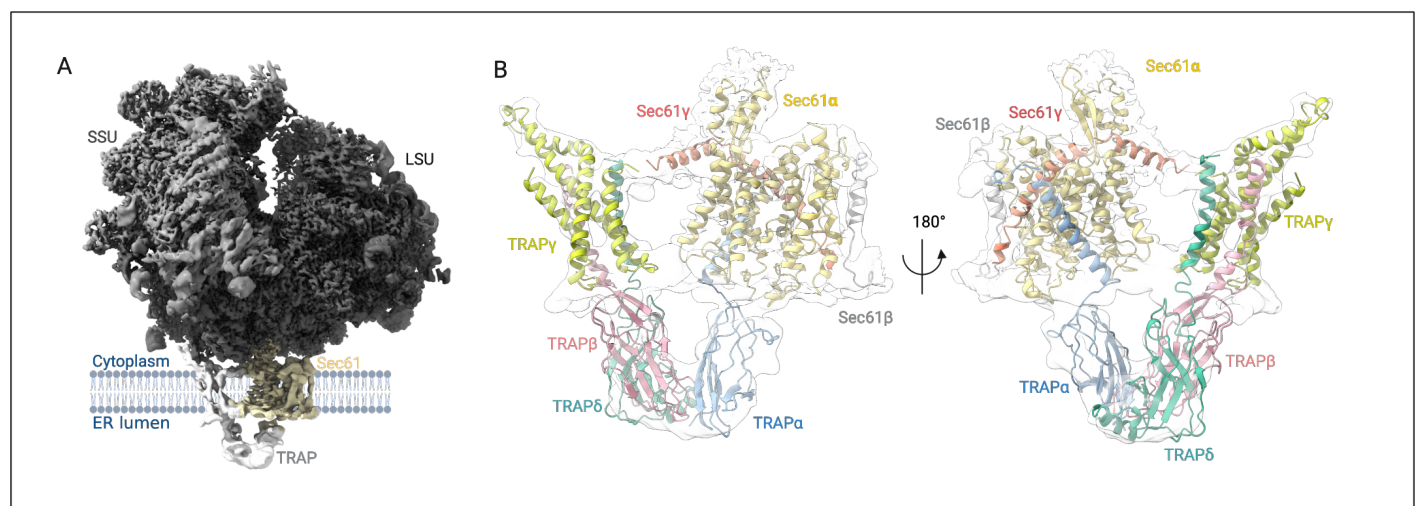 A
SSU
LSU
Cytoplasm
Sec61
ER lumen
TRAP
B
Sec61γ
Sec61α
TRAPγ
Sec61β
TRAPβ
TRAPδ
TRAPα
180°
Sec61α
Sec61γ
Sec61β
TRAPγ
TRAPβ
TRAPα
TRAPδ